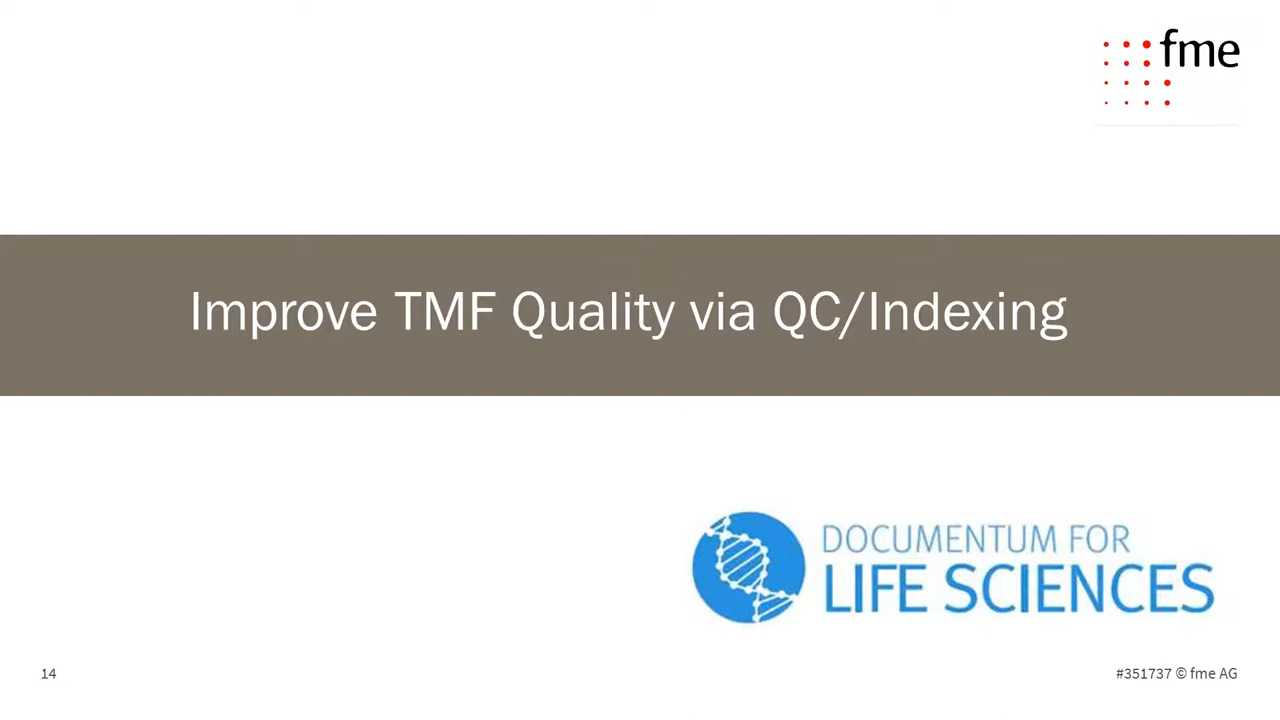 fme
Improve TMF Quality via QC/Indexing
DOCUMENTUM FOR
LIFE SCIENCES
14
#351737 © fme AG